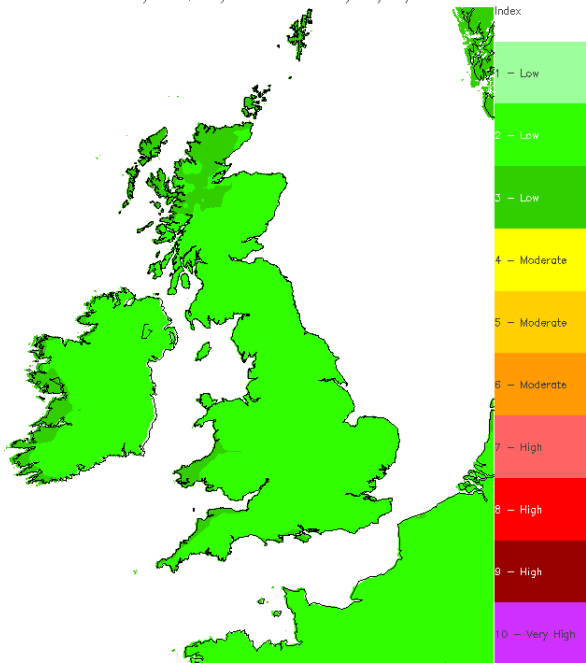 Index
1 - Low
2 - Low
3 - Low
4 - Moderate
5 - Moderate
6 - Moderate
7 - High
8 - High
9 - High
10 - Very High